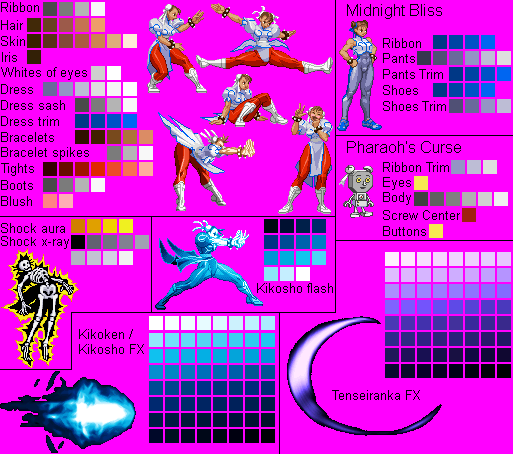 Ribbon
Hair
Skin
Iris
Whites of eyes
Dress
Dress sash
Dress trim
Bracelets
Bracelet spikes
Tights
Boots
Blush
Midnight Bliss
Ribbon
Pants
Pants Trim
Shoes
Shoes Trim
Pharaoh's Curse
Ribbon Trim
Eyes
Body
Screw Center
Buttons
Shock aura
Shock x-ray
Kikosho flash
Kikoken /
Kikosho FX
Tenseiranka FX